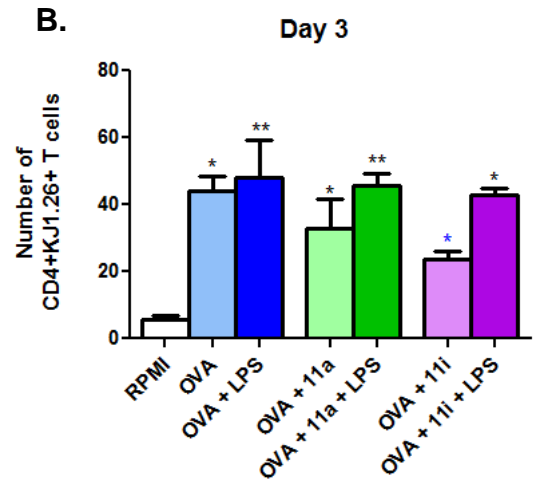 B.
Day 3
Number of
CD4+KJ1.26+ T cells
80
60
40
20
0
*
**
*
**
*
*
RPMI
OVA
OVA + LPS
OVA + 11a
OVA + 11a + LPS
OVA + 11i
OVA + 11i + LPS